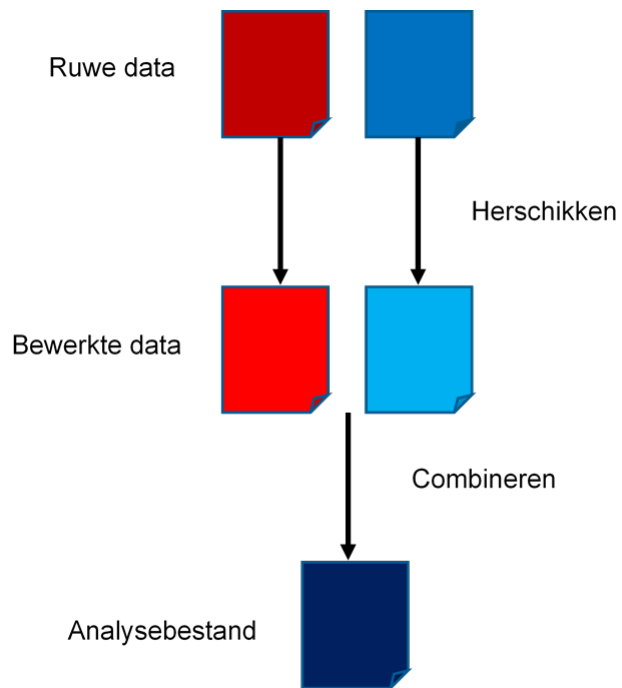 Ruwe data
Herschikken
Bewerkte data
Combineren
Analysebestand